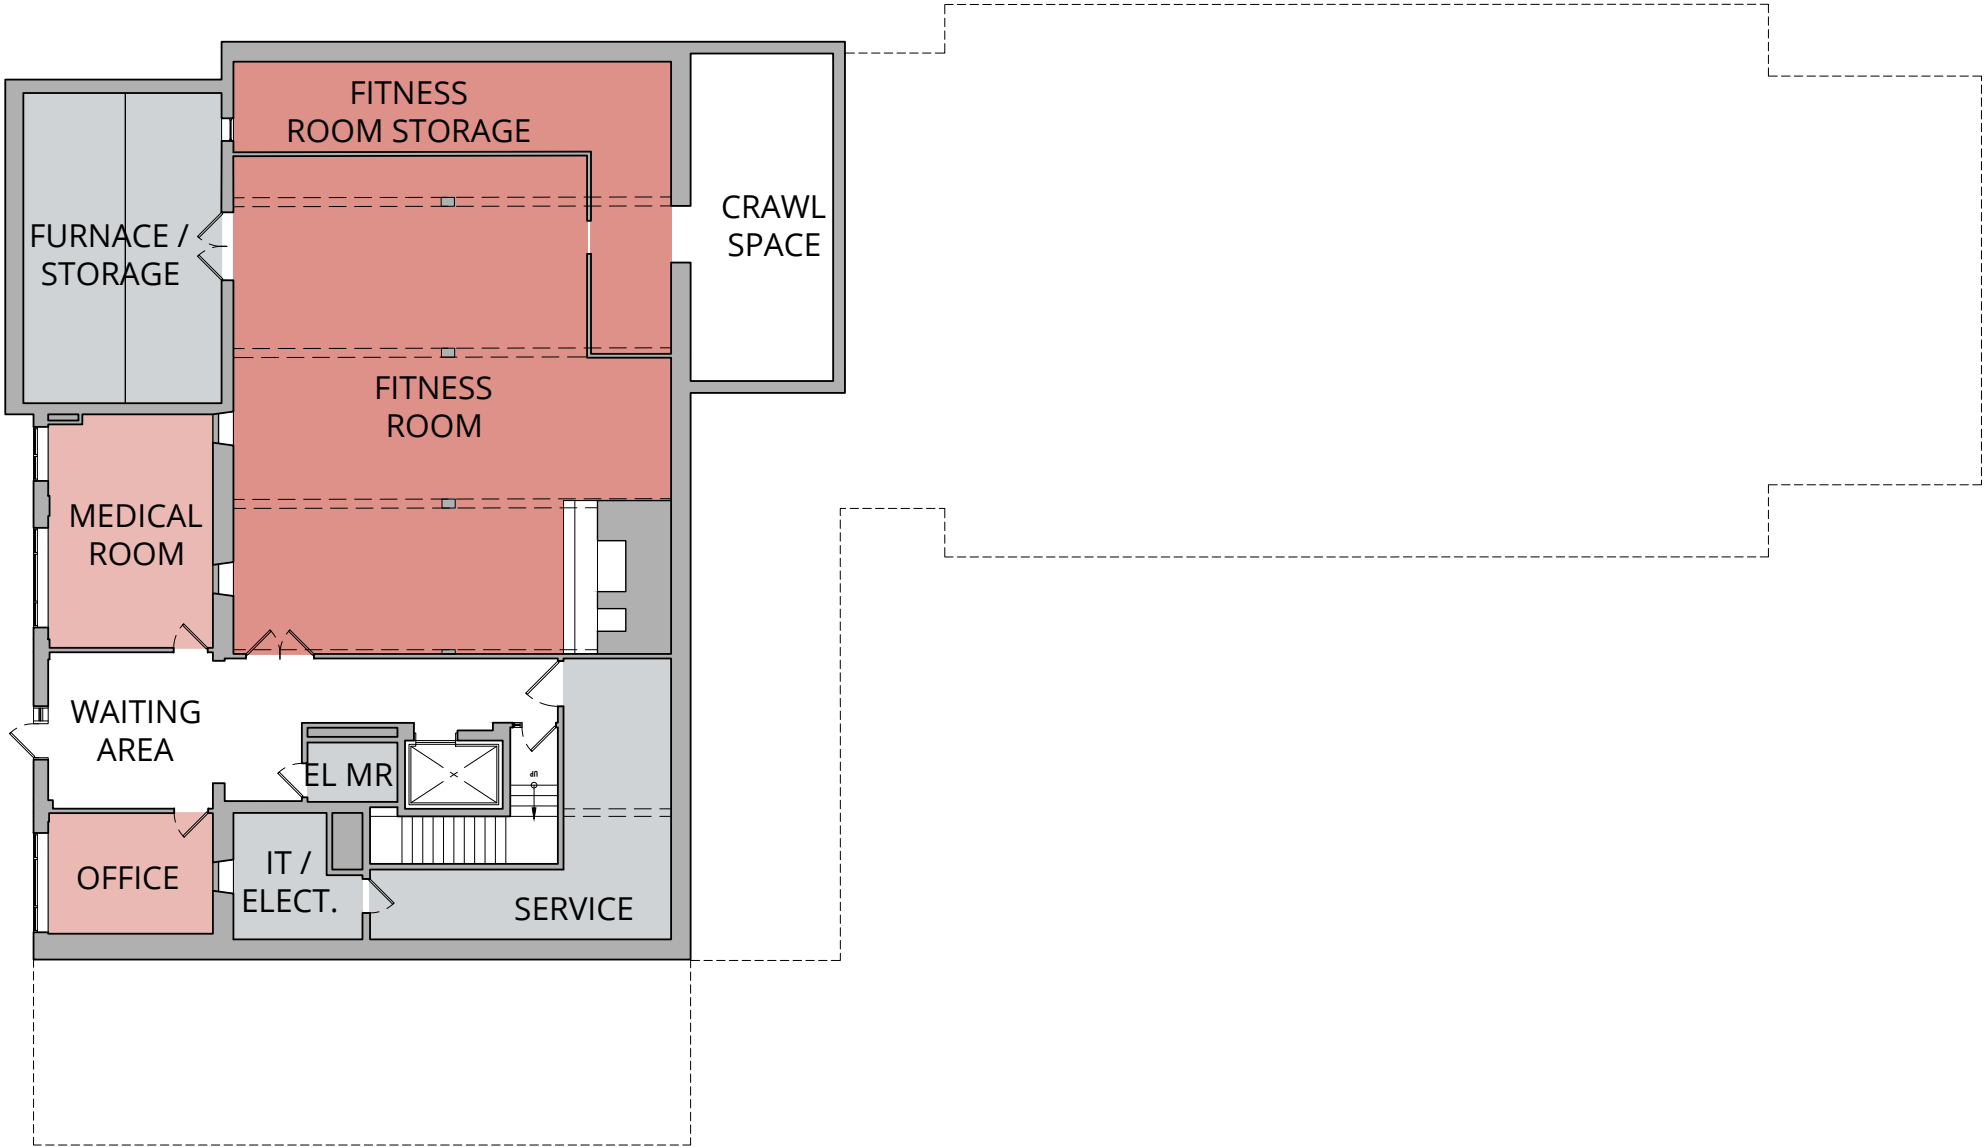 FITNESS
ROOM STORAGE
CRAWL
SPACE
FURNACE /
STORAGE
FITNESS
ROOM
MEDICAL
ROOM
WAITING
AREA
EL MR
UP
OFFICE
IT /
ELECT.
SERVICE